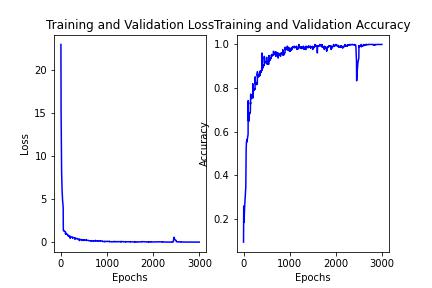 Training and Validation Loss
Loss
20
15
10
5
0
0 1000 2000 3000
Epochs
Training and Validation Accuracy
Accuracy
1.0
0.8
0.6
0.4
0.2
0 1000 2000 3000
Epochs